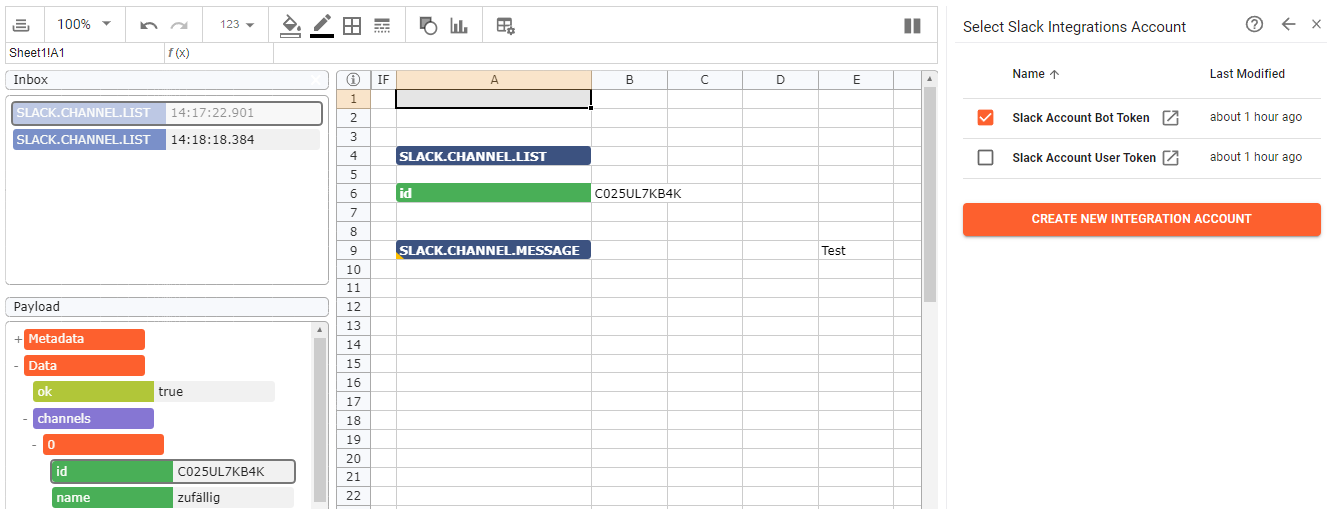 100%
123
Sheet1!A1
f (x)
Inbox
SLACK.CHANNEL.LIST 14:17:22.901
SLACK.CHANNEL.LIST 14:18:18.384
Payload
+ Metadata
- Data
ok true
- channels
- 0
id C025UL7KB4K
name zufällig
IF A B C D E
1
2
3
4 SLACK.CHANNEL.LIST
5
6 id C025UL7KB4K
7
8
9 SLACK.CHANNEL.MESSAGE Test
10
11
12
13
14
15
16
17
18
19
20
21
22
Select Slack Integrations Account
Name Last Modified
Slack Account Bot Token about 1 hour ago
Slack Account User Token about 1 hour ago
CREATE NEW INTEGRATION ACCOUNT